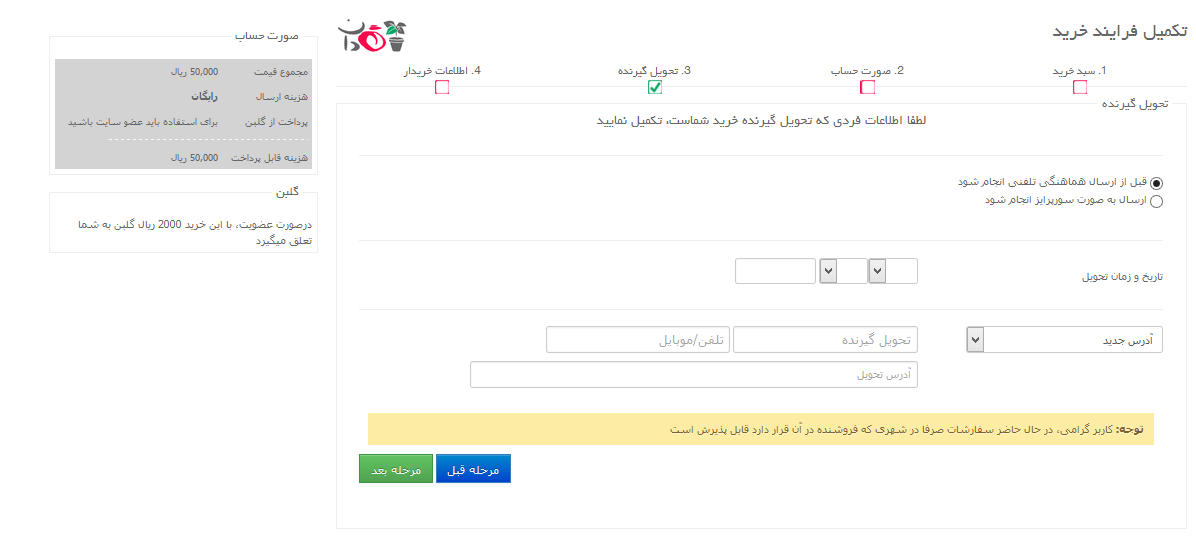 تکمیل فرایند خرید
1. سبد خرید
2. صورت حساب
3. تحویل گیرنده
4. اطلاعات خریدار
تحویل گیرنده
لطفا اطلاعات فردی که تحویل گیرنده خرید شماست، تکمیل نمایید
قبل از ارسال هماهنگی تلفنی انجام شود
ارسال به صورت سورپرایز انجام شود
تاریخ و زمان تحویل
آدرس جدید
تحویل گیرنده
تلفن/موبایل
آدرس تحویل
توجه: کاربر گرامی، در حال حاضر سفارشات صرفا در شهری که فروشنده در آن قرار دارد قابل پذیرش است
مرحله قبل
مرحله بعد
صورت حساب
مجموع قیمت 50,000 ریال
هزینه ارسال رایگان
پرداخت از گلبن برای استفاده باید عضو سایت باشید
هزینه قابل پرداخت 50,000 ریال
گلبن
درصورت عضویت، با این خرید 2000 ریال گلبن به شما
تعلق میگیرد